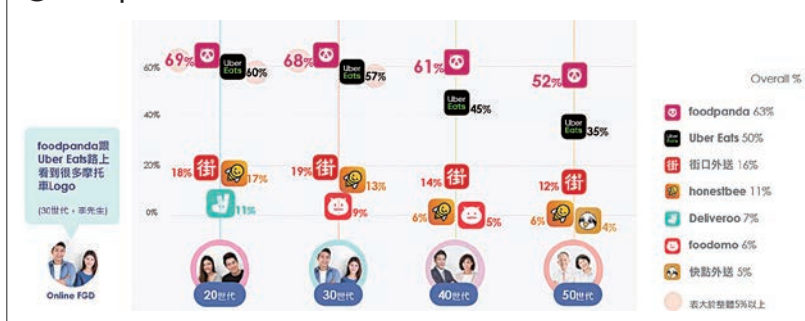 Overall %
60%
40%
20%
0%
69%
Uber
Eats
60%
18%
街
17%
11%
20世代
68%
Uber
Eats
57%
19%
街
13%
9%
30世代
61%
Uber
Eats
45%
14%
街
6%
5%
40世代
52%
Uber
Eats
35%
12%
街
6%
4%
50世代
foodpanda跟
Uber Eats路上
看到很多摩托
車Logo
(30世代，李先生)
Online FGD
foodpanda 63%
Uber Eats 50%
街
街口外送 16%
honestbee 11%
Deliveroo 7%
foodomo 6%
快點外送 5%
表大於整體5%以上